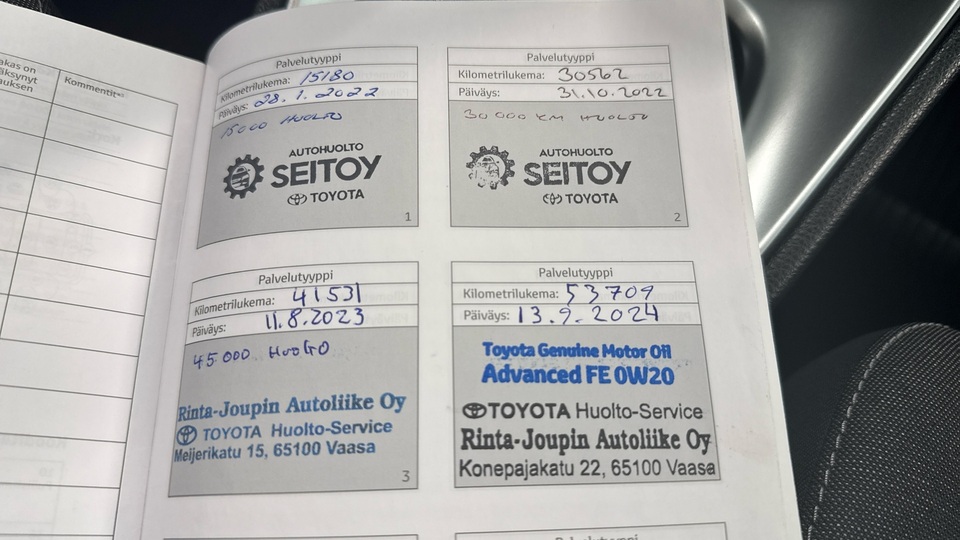 akas on
äksynyt
uksen
Kommentit
Palvelutyyppi
Kilometrilukema: 15180
Päiväys: 28.1.2022
15000 HUOLTO
AUTOHUOLTO
SEITOY
TOYOTA
1
Palvelutyyppi
Kilometrilukema: 30562
Päiväys: 31.10.2022
30 000 KM HUOLTO
AUTOHUOLTO
SEITOY
TOYOTA
2
Palvelutyyppi
Kilometrilukema: 41531
Päiväys: 11.8.2023
45.000 HUOLTO
Rinta-Joupin Autoliike Oy
TOYOTA Huolto-Service
Meijerikatu 15, 65100 Vaasa
3
Palvelutyyppi
Kilometrilukema: 53709
Päiväys: 13.9.2024
Toyota Genuine Motor Oil
Advanced FE 0W20
TOYOTA Huolto-Service
Rinta-Joupin Autoliike Oy
Konepajakatu 22, 65100 Vaasa